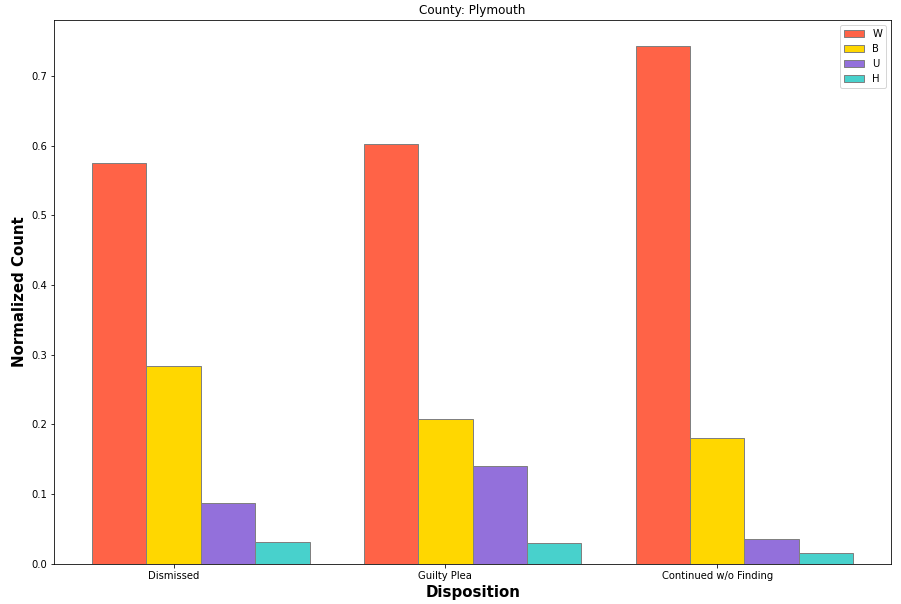 County: Plymouth
W
B
U
H
Normalized Count
0.7
0.6
0.5
0.4
0.3
0.2
0.1
0.0
Dismissed
Guilty Plea
Continued w/o Finding
Disposition